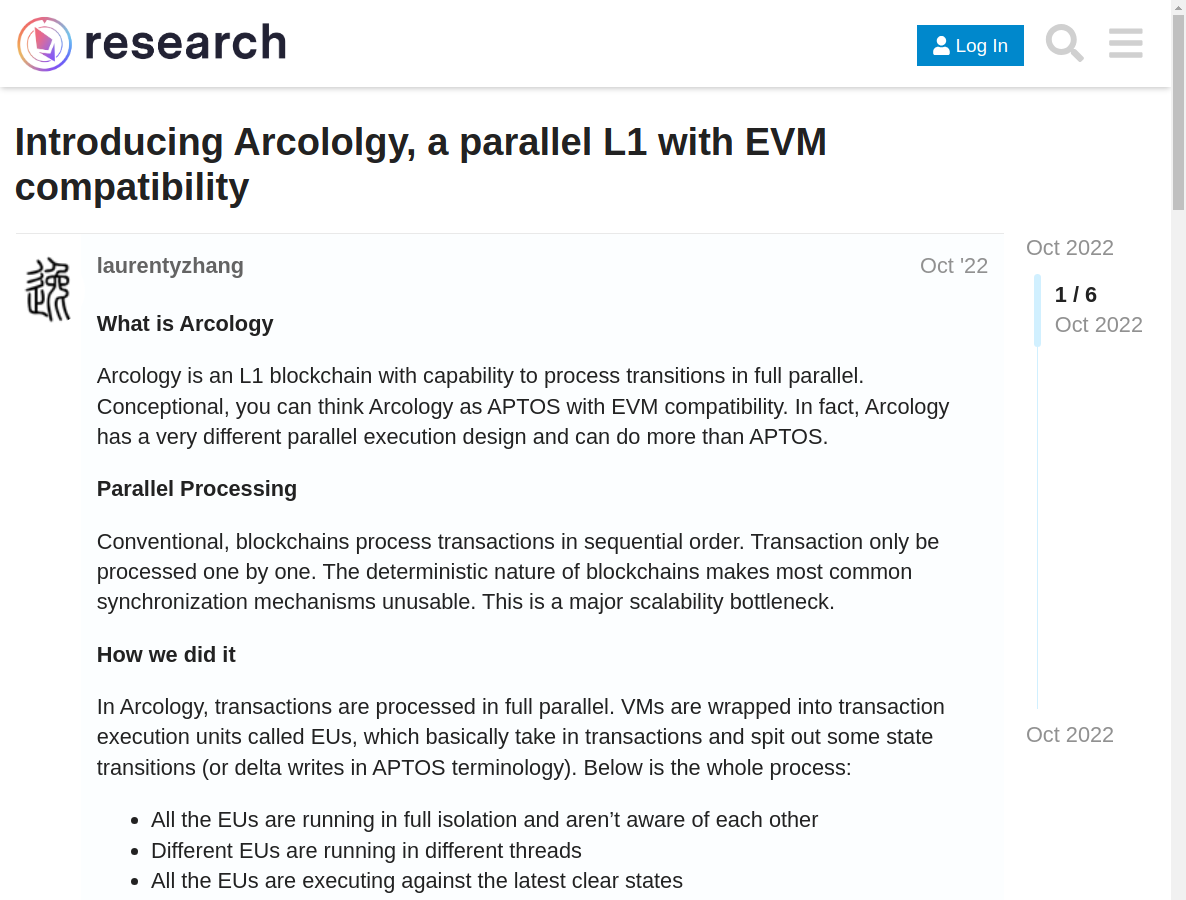 research
Log In
Introducing Arcololgy, a parallel L1 with EVM
compatibility
laurentyzhang
Oct '22
Oct 2022
1 / 6
Oct 2022
What is Arcology
Arcology is an L1 blockchain with capability to process transitions in full parallel.
Conceptional, you can think Arcology as APTOS with EVM compatibility. In fact, Arcology
has a very different parallel execution design and can do more than APTOS.
Parallel Processing
Conventional, blockchains process transactions in sequential order. Transaction only be
processed one by one. The deterministic nature of blockchains makes most common
synchronization mechanisms unusable. This is a major scalability bottleneck.
How we did it
In Arcology, transactions are processed in full parallel. VMs are wrapped into transaction
execution units called EUs, which basically take in transactions and spit out some state
transitions (or delta writes in APTOS terminology). Below is the whole process:
Oct 2022
• All the EUs are running in full isolation and aren’t aware of each other
• Different EUs are running in different threads
• All the EUs are executing against the latest clear states